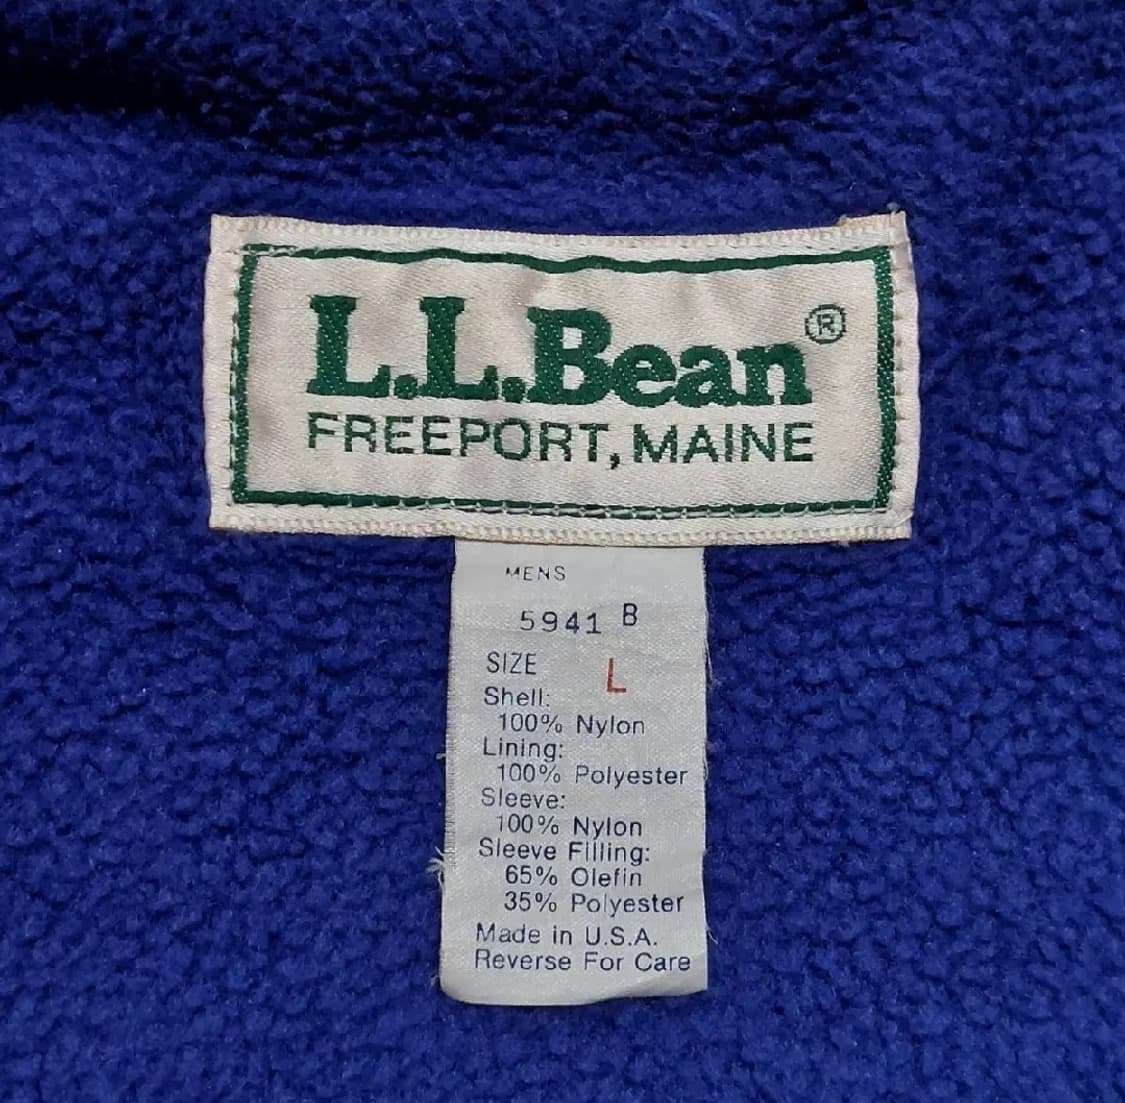 L.L.Bean®
FREEPORT, MAINE
MENS
5941 B
SIZE L
Shell:
100% Nylon
Lining:
100% Polyester
Sleeve:
100% Nylon
Sleeve Filling:
65% Olefin
35% Polyester
Made in U.S.A.
Reverse For Care